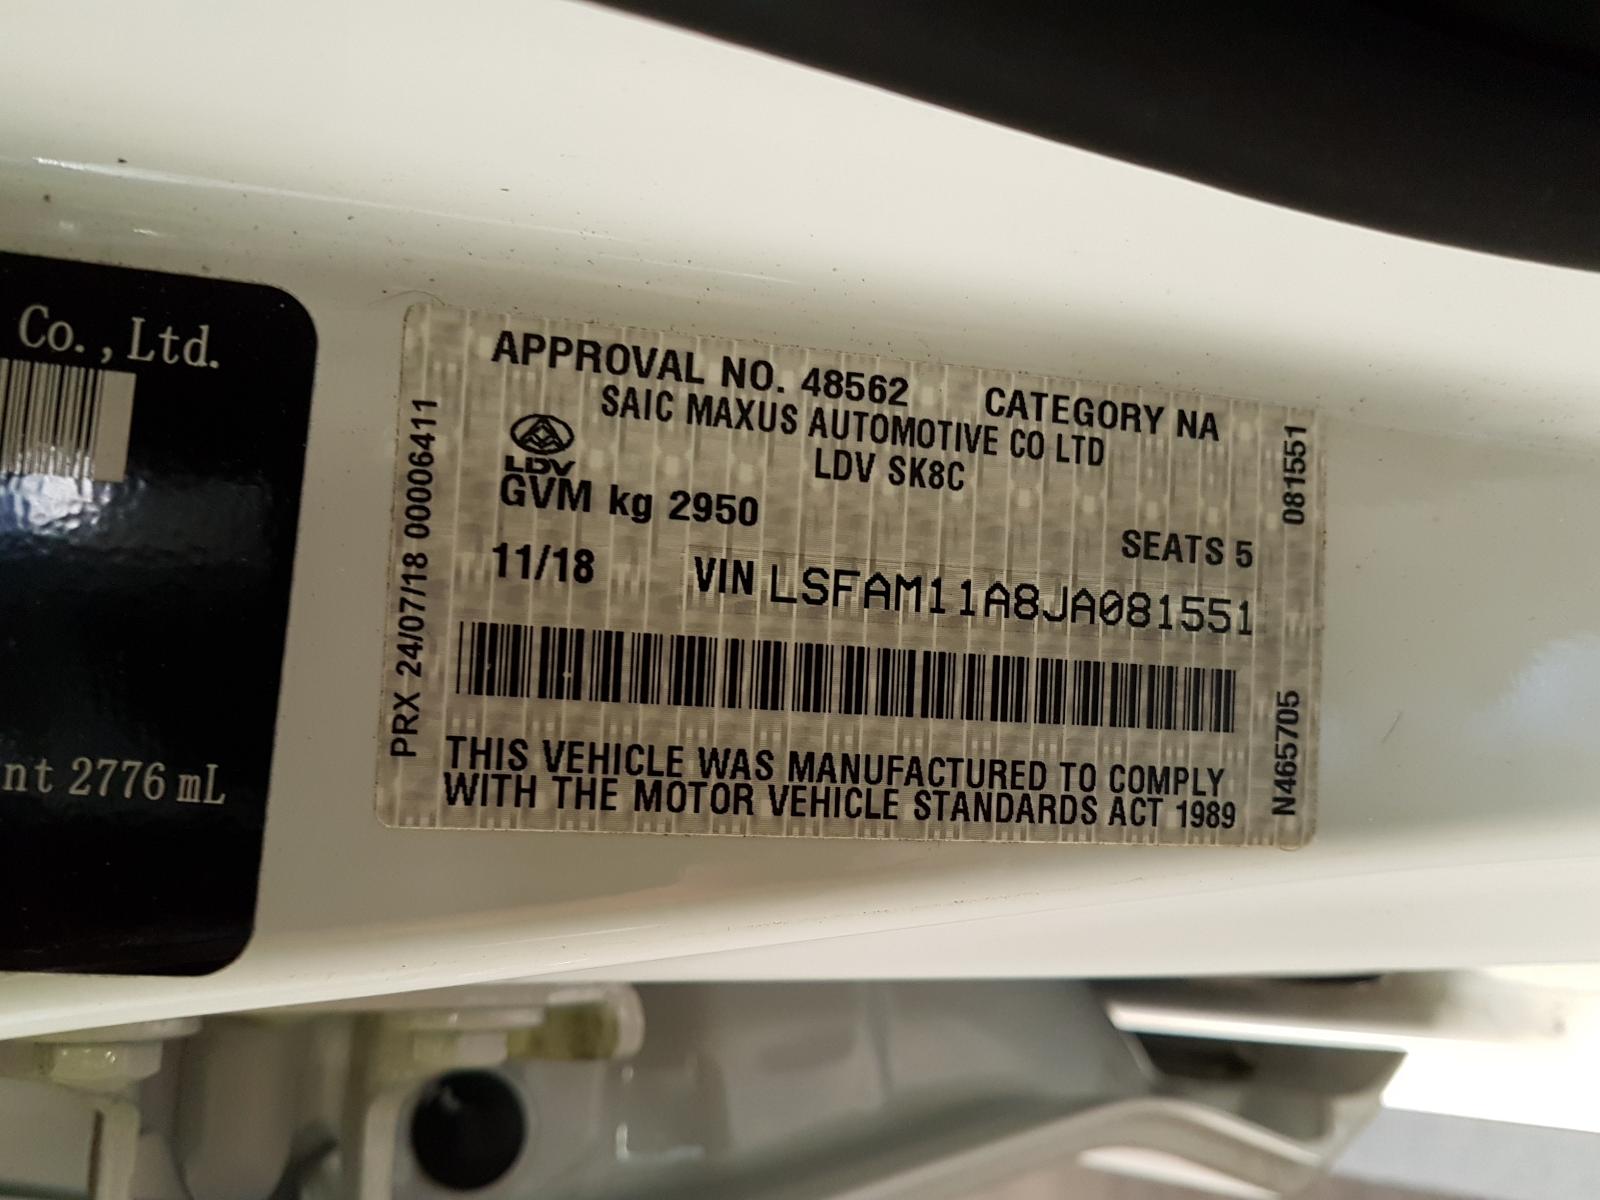 Co.,Ltd.
nt 2776 mL
PRX 24/07/18 00006411
APPROVAL NO. 48562 CATEGORY NA
SAIC MAXUS AUTOMOTIVE CO LTD
LDV
LDV SK8C
GVM kg 2950
SEATS 5
11/18 VIN LSFAM11A8JA081551
THIS VEHICLE WAS MANUFACTURED TO COMPLY
WITH THE MOTOR VEHICLE STANDARDS ACT 1989
081551
N465705